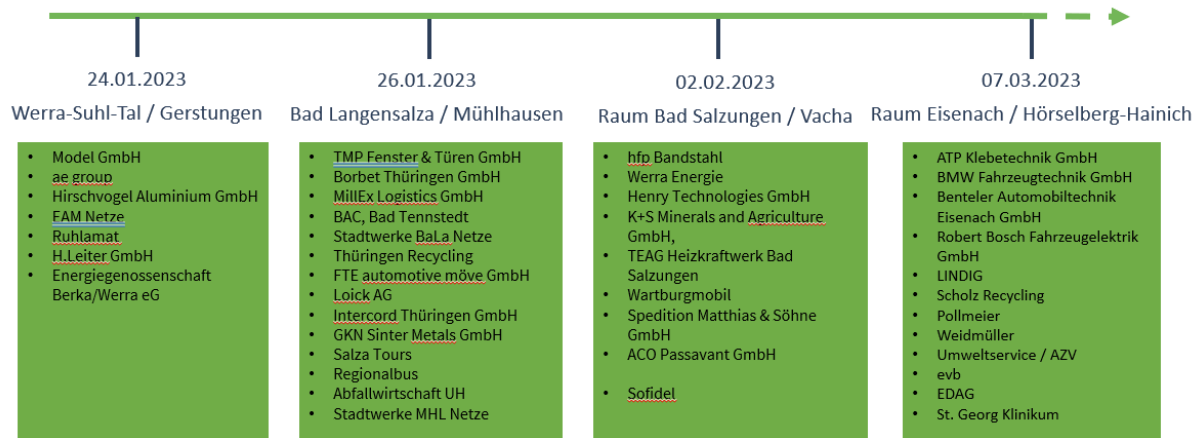 24.01.2023
Werra-Suhl-Tal / Gerstungen
• Model GmbH
• ae group
• Hirschvogel Aluminium GmbH
• EAM Netze
• Ruhlamat
• H.Leiter GmbH
• Energiegenossenschaft
Berka/Werra eG
26.01.2023
Bad Langensalza / Mühlhausen
• TMP Fenster & Türen GmbH
• Borbet Thüringen GmbH
• MillEx Logistics GmbH
• BAC, Bad Tennstedt
• Stadtwerke BaLa Netze
• Thüringen Recycling
• FTE automotive möve GmbH
• Loick AG
• Intercord Thüringen GmbH
• GKN Sinter Metals GmbH
• Salza Tours
• Regionalbus
• Abfallwirtschaft UH
• Stadtwerke MHL Netze
02.02.2023
Raum Bad Salzungen / Vacha
• hfp Bandstahl
• Werra Energie
• Henry Technologies GmbH
• K+S Minerals and Agriculture
GmbH,
• TEAG Heizkraftwerk Bad
Salzungen
• Wartburgmobil
• Spedition Matthias & Söhne
GmbH
• ACO Passavant GmbH
• Sofidel
07.03.2023
Raum Eisenach / Hörselberg-Hainich
• ATP Klebetechnik GmbH
• BMW Fahrzeugtechnik GmbH
• Benteler Automobiltechnik
Eisenach GmbH
• Robert Bosch Fahrzeugelektrik
GmbH
• LINDIG
• Scholz Recycling
• Pollmeier
• Weidmüller
• Umweltservice / AZV
• evb
• EDAG
• St. Georg Klinikum